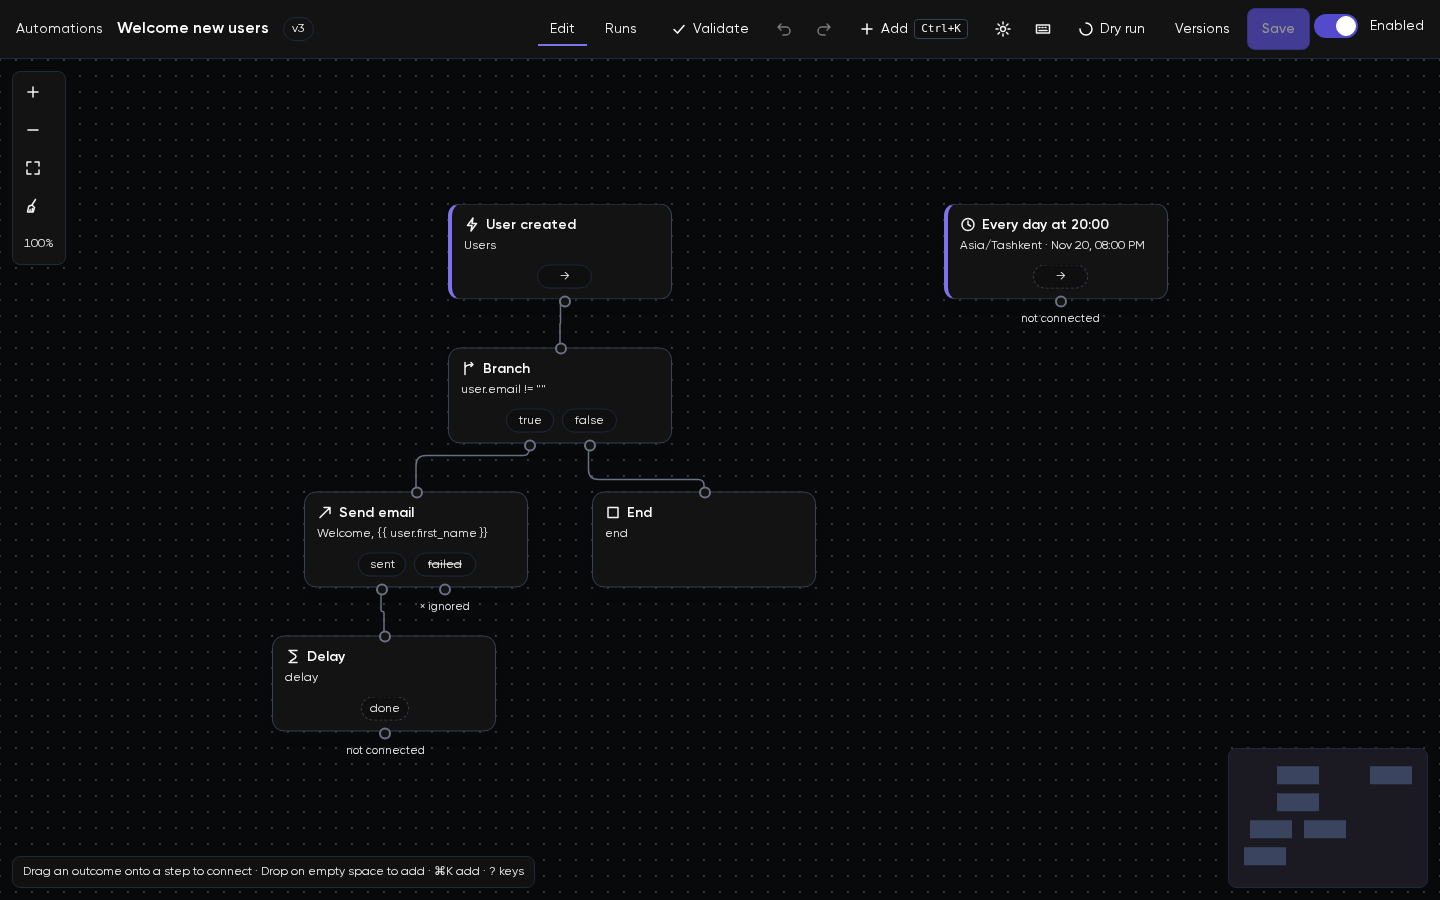 Automations Welcome new users v3 Edit Runs Validate Add Ctrl+K Dry run Versions Save Enabled
100%
User created
Users
→
Every day at 20:00
Asia/Tashkent · Nov 20, 08:00 PM
→
not connected
Branch
user.email != ""
true false
Send email
Welcome, {{ user.first_name }}
sent failed
× ignored
End
end
Delay
delay
done
not connected
Drag an outcome onto a step to connect · Drop on empty space to add · ⌘K add · ? keys